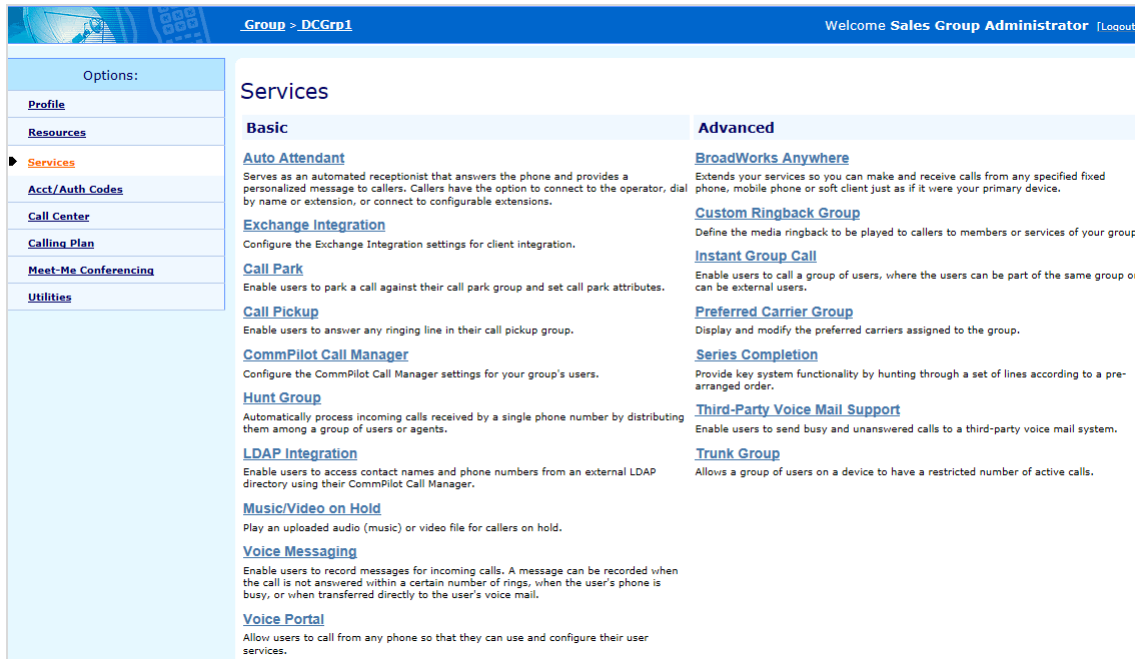 Group > DCGrp1
Welcome Sales Group Administrator [Logout
Options:
Profile
Resources
Services
Acct/Auth Codes
Call Center
Calling Plan
Meet-Me Conferencing
Utilities
Services
Basic
Auto Attendant
Serves as an automated receptionist that answers the phone and provides a
personalized message to callers. Callers have the option to connect to the operator, dial
by name or extension, or connect to configurable extensions.
Exchange Integration
Configure the Exchange Integration settings for client integration.
Call Park
Enable users to park a call against their call park group and set call park attributes.
Call Pickup
Enable users to answer any ringing line in their call pickup group.
CommPilot Call Manager
Configure the CommPilot Call Manager settings for your group's users.
Hunt Group
Automatically process incoming calls received by a single phone number by distributing
them among a group of users or agents.
LDAP Integration
Enable users to access contact names and phone numbers from an external LDAP
directory using their CommPilot Call Manager.
Music/Video on Hold
Play an uploaded audio (music) or video file for callers on hold.
Voice Messaging
Enable users to record messages for incoming calls. A message can be recorded when
the call is not answered within a certain number of rings, when the user's phone is
busy, or when transferred directly to the user's voice mail.
Voice Portal
Allow users to call from any phone so that they can use and configure their user
services.
Advanced
BroadWorks Anywhere
Extends your services so you can make and receive calls from any specified fixed
phone, mobile phone or soft client just as if it were your primary device.
Custom Ringback Group
Define the media ringback to be played to callers to members or services of your group
Instant Group Call
Enable users to call a group of users, where the users can be part of the same group or
can be external users.
Preferred Carrier Group
Display and modify the preferred carriers assigned to the group.
Series Completion
Provide key system functionality by hunting through a set of lines according to a pre-
arranged order.
Third-Party Voice Mail Support
Enable users to send busy and unanswered calls to a third-party voice mail system.
Trunk Group
Allows a group of users on a device to have a restricted number of active calls.